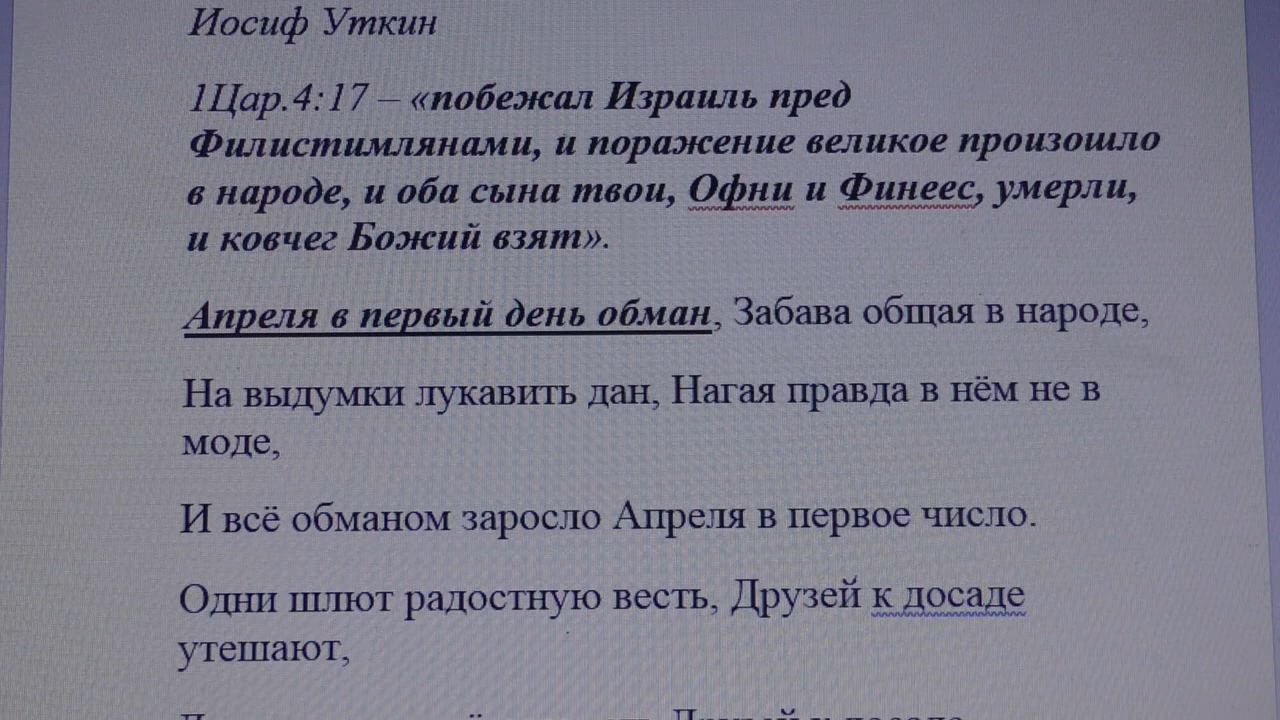 Иосиф Уткин
1Цар.4:17 – «побежал Израиль пред
Филистимлянами, и поражение великое произошло
в народе, и оба сына твои, Офни и Финеес, умерли,
и ковчег Божий взят».
Апреля в первый день обман, Забава общая в народе,
На выдумки лукавить дан, Нагая правда в нём не в
моде,
И всё обманом заросло Апреля в первое число.
Одни шлют радостную весть, Друзей к досаде
утешают,